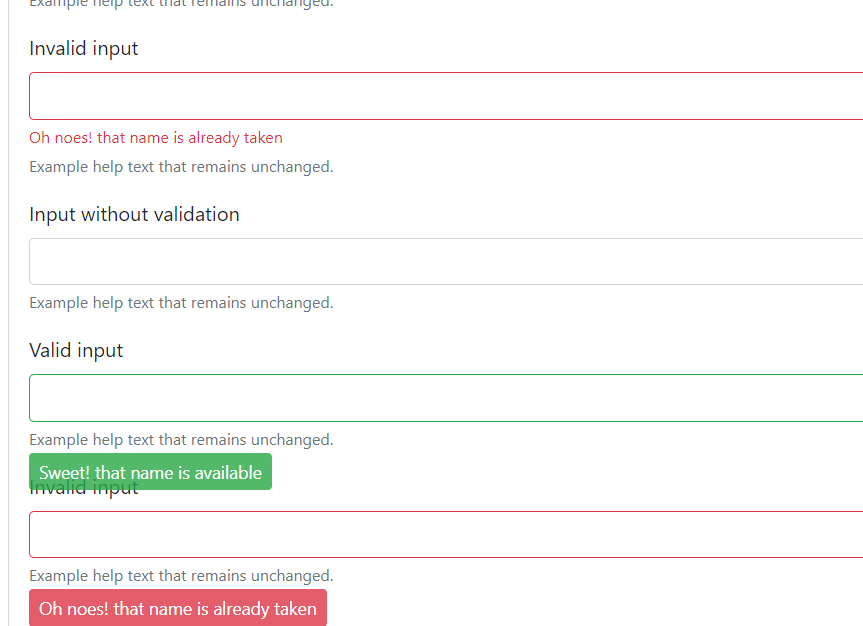 Example help text that remains unchanged.
Invalid input
Oh noes! that name is already taken
Example help text that remains unchanged.
Input without validation
Example help text that remains unchanged.
Valid input
Example help text that remains unchanged.
Sweet! that name is available
Invalid input
Example help text that remains unchanged.
Oh noes! that name is already taken